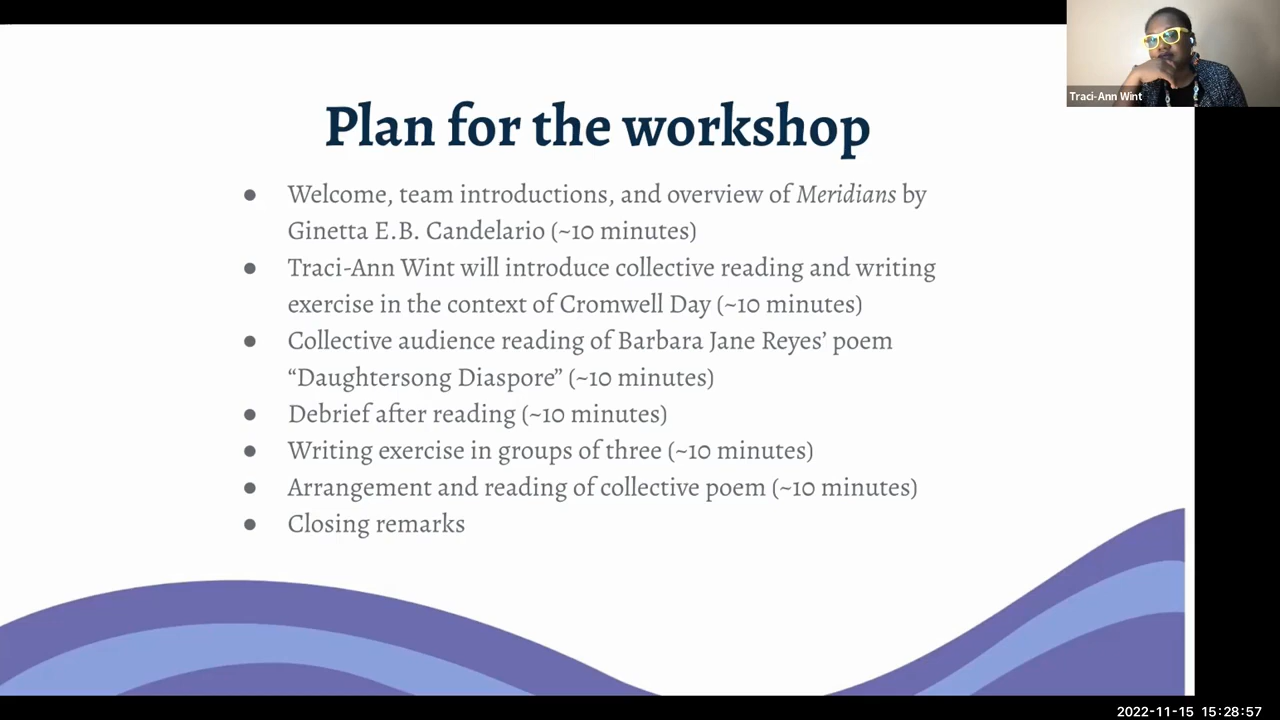 Traci-Ann Wint
Plan for the workshop
● Welcome, team introductions, and overview of Meridians by
Ginetta E.B. Candelario (~10 minutes)
● Traci-Ann Wint will introduce collective reading and writing
exercise in the context of Cromwell Day (~10 minutes)
● Collective audience reading of Barbara Jane Reyes’ poem
“Daughtersong Diaspore” (~10 minutes)
● Debrief after reading (~10 minutes)
● Writing exercise in groups of three (~10 minutes)
● Arrangement and reading of collective poem (~10 minutes)
● Closing remarks
2022-11-15 15:28:57